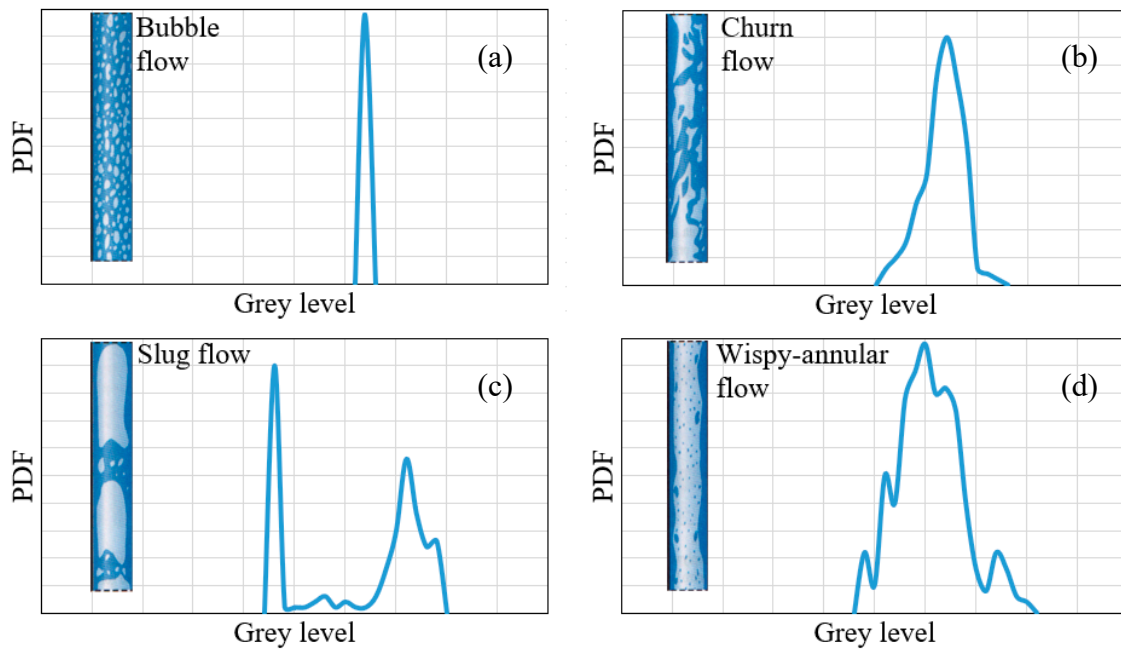 Bubble
flow
(a)
PDF
Grey level
Churn
flow
(b)
PDF
Grey level
Slug flow
(c)
PDF
Grey level
Wispy-annular
flow
(d)
PDF
Grey level